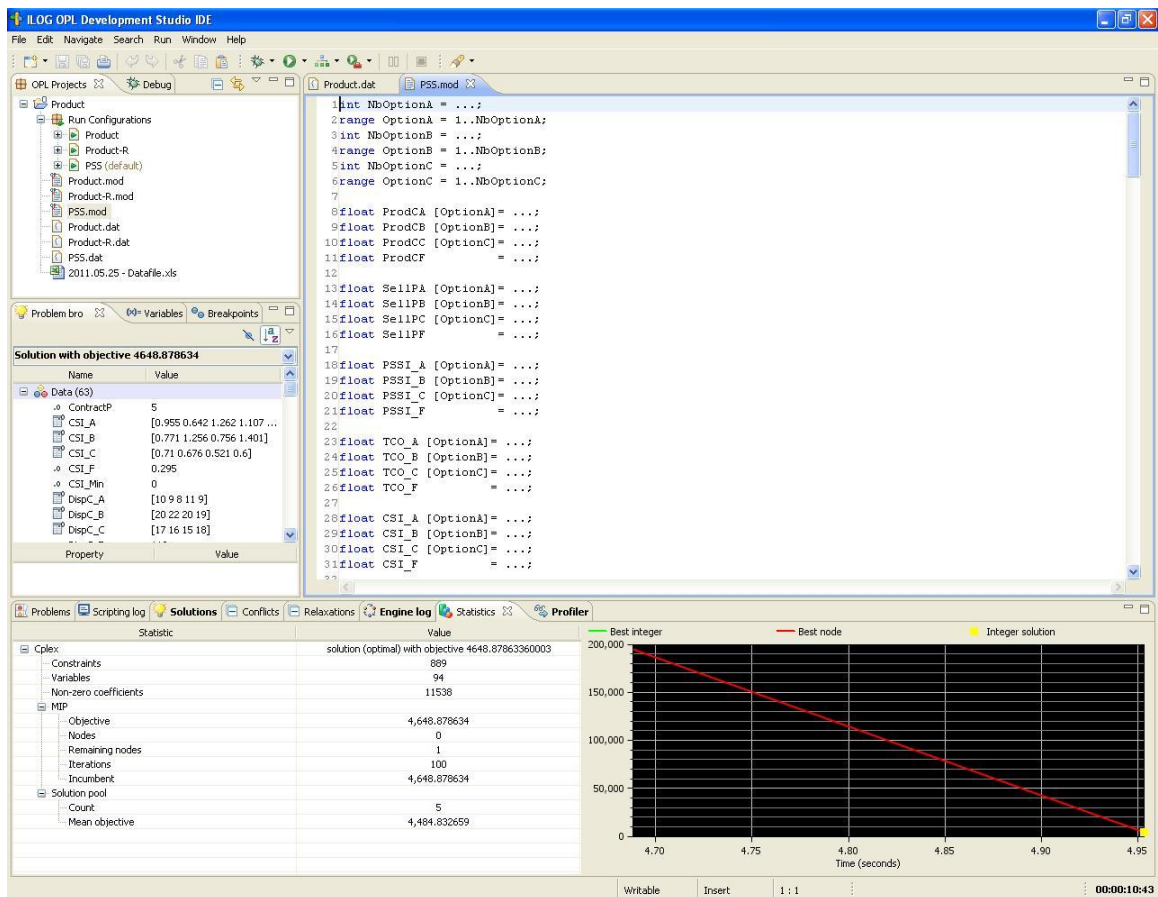 ILOG OPL Development Studio IDE
File Edit Navigate Search Run Window Help
OPL Projects Debug
Product
Run Configurations
Product
Product-R
PSS (default)
Product.mod
Product-R.mod
PSS.mod
Product.dat
Product-R.dat
PSS.dat
2011.05.25 - Datafile.xls
Problem bro Variables Breakpoints
Solution with objective 4648.878634
Name Value
Data (63)
ContractP 5
CSI_A [0.955 0.642 1.262 1.107 ...
CSI_B [0.771 1.256 0.756 1.401]
CSI_C [0.71 0.676 0.521 0.6]
CSI_F 0.295
CSI_Min 0
DispC_A [10 9 8 11 9]
DispC_B [20 22 20 19]
DispC_C [17 16 15 18]
Property Value
Product.dat PSS.mod
1 int NbOptionA = ...;
2 range OptionA = 1..NbOptionA;
3 int NbOptionB = ...;
4 range OptionB = 1..NbOptionB;
5 int NbOptionC = ...;
6 range OptionC = 1..NbOptionC;
7
8 float ProdCA [OptionA]= ...;
9 float ProdCB [OptionB]= ...;
10 float ProdCC [OptionC]= ...;
11 float ProdCF = ...;
12
13 float SellPA [OptionA]= ...;
14 float SellPB [OptionB]= ...;
15 float SellPC [OptionC]= ...;
16 float SellPF = ...;
17
18 float PSSI_A [OptionA]= ...;
19 float PSSI_B [OptionB]= ...;
20 float PSSI_C [OptionC]= ...;
21 float PSSI_F = ...;
22
23 float TCO_A [OptionA]= ...;
24 float TCO_B [OptionB]= ...;
25 float TCO_C [OptionC]= ...;
26 float TCO_F = ...;
27
28 float CSI_A [OptionA]= ...;
29 float CSI_B [OptionB]= ...;
30 float CSI_C [OptionC]= ...;
31 float CSI_F = ...;
Problems Scripting log Solutions Conflicts Relaxations Engine log Statistics Profiler
Statistic Value
Cplex solution (optimal) with objective 4648.87863360003
Constraints 889
Variables 94
Non-zero coefficients 11538
MIP
Objective 4,648.878634
Nodes 0
Remaining nodes 1
Iterations 100
Incumbent 4,648.878634
Solution pool
Count 5
Mean objective 4,484.832659
Best integer Best node Integer solution
200,000
150,000
100,000
50,000
0
4.70 4.75 4.80 4.85 4.90 4.95
Time (seconds)
Writable Insert 1 : 1 00:00:10:43